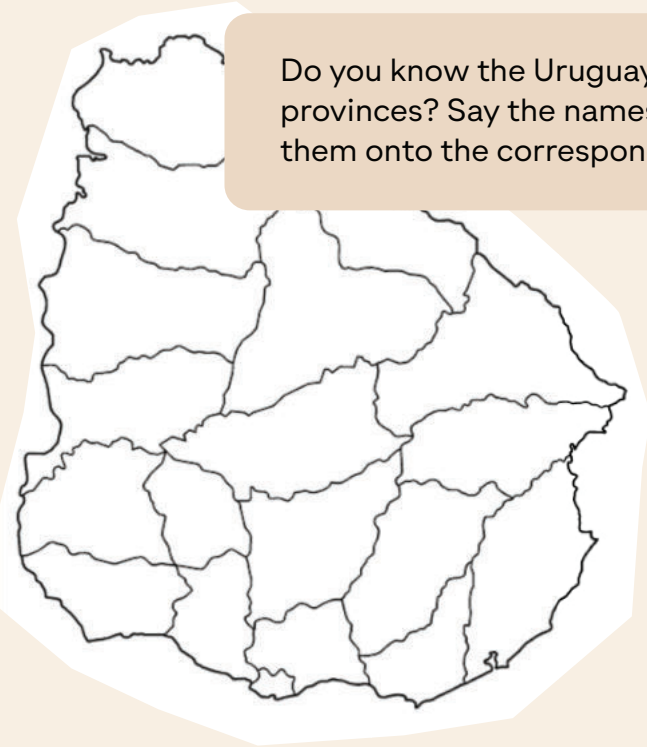 Do you know the Uruguay
provinces? Say the names
them onto the correspon